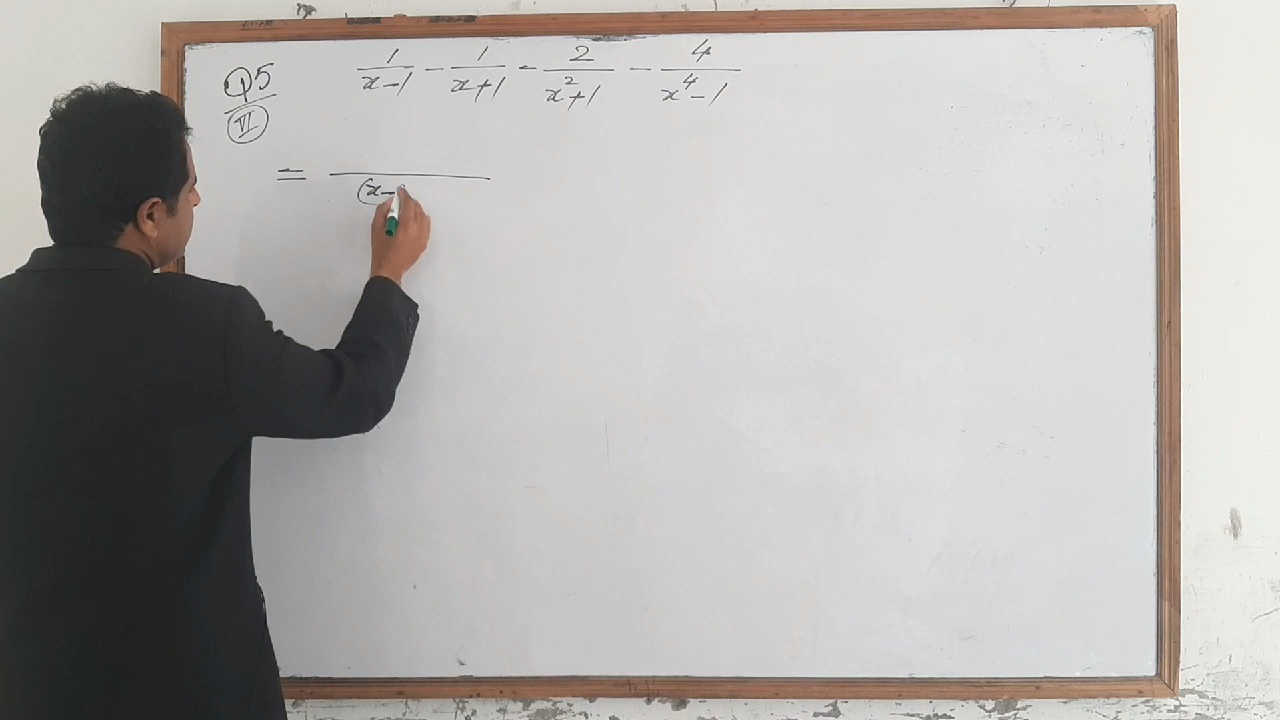 Q5 1/(x-1) - 1/(x+1) - 2/(x²+1) - 4/(x⁴-1)
VI
= (x-